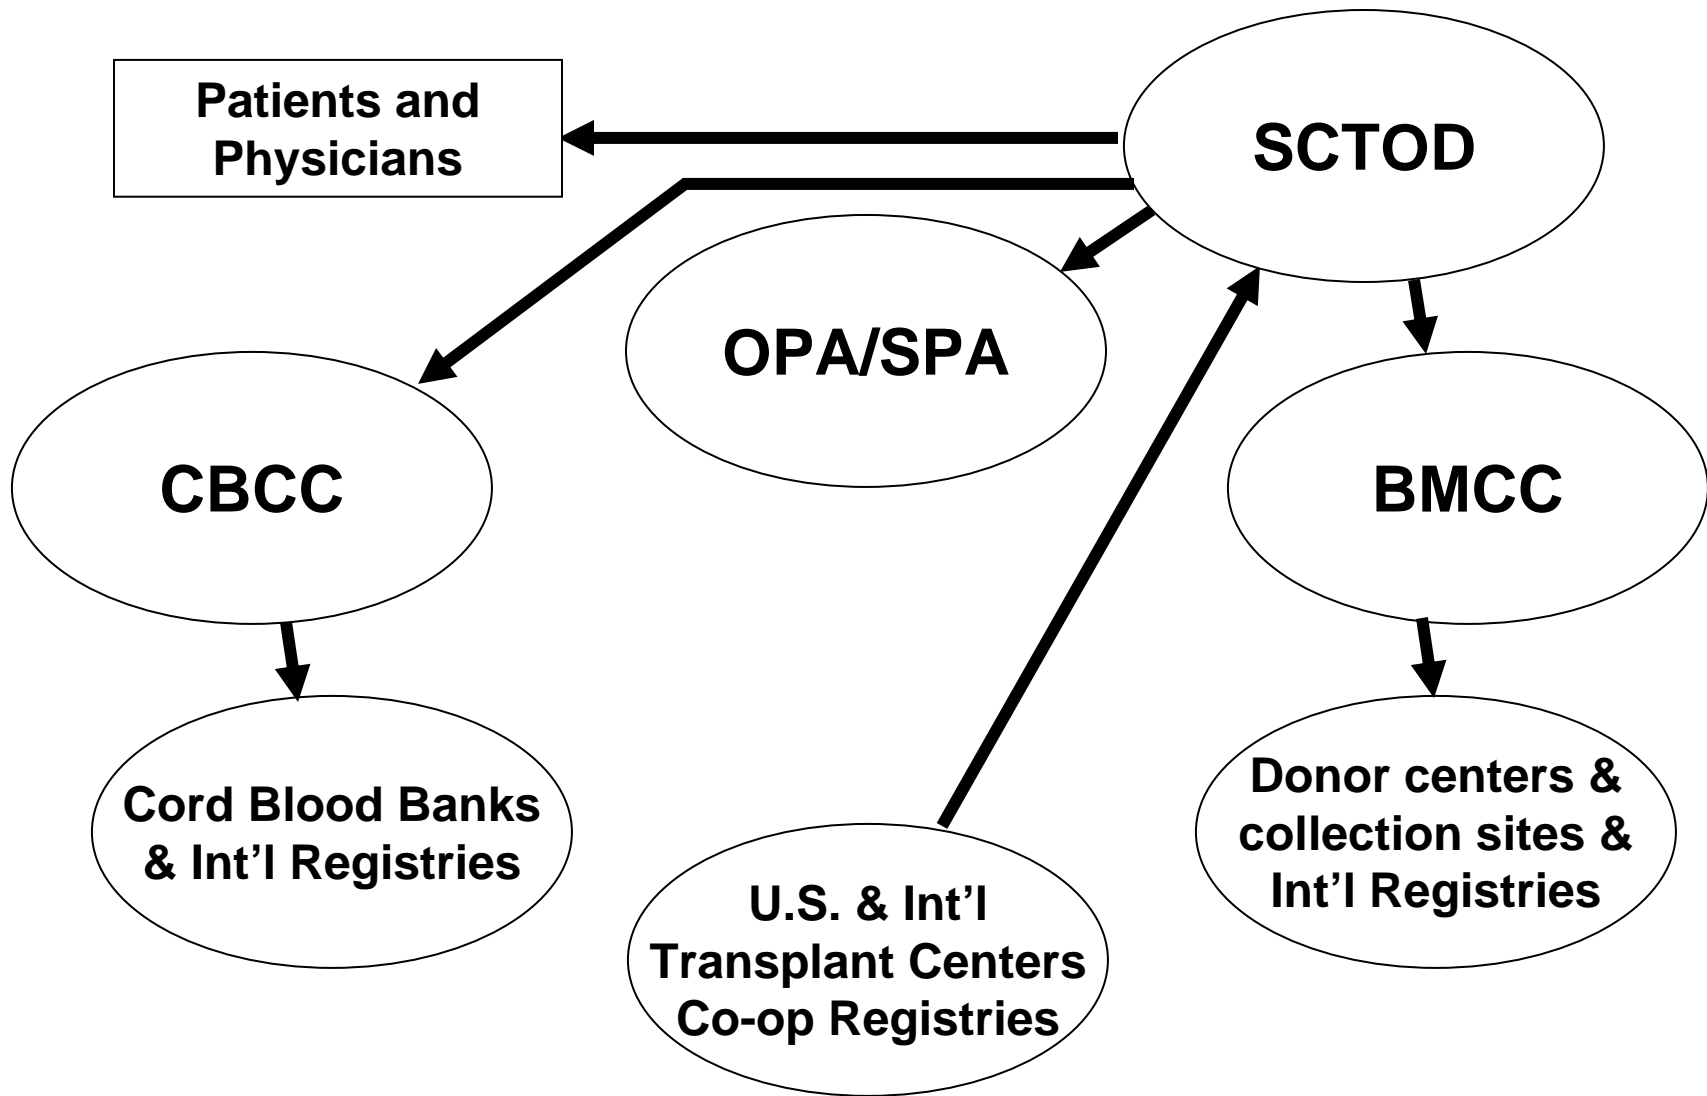 Patients and
Physicians
SCTOD
OPA/SPA
CBCC
BMCC
Cord Blood Banks
& Int’l Registries
U.S. & Int’l
Transplant Centers
Co-op Registries
Donor centers &
collection sites &
Int’l Registries